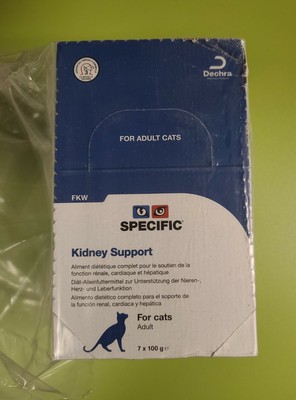 Dechra
FOR ADULT CATS
FKW
SPECIFIC
Kidney Support
Aliment diététique complet pour le soutien de la
fonction rénale, cardiaque et hépatique
Diät-Alleinfuttermittel zur Unterstützung der Nieren-,
Herz- und Leberfunktion
Alimento dietético completo para el soporte de
la función renal, cardiaca y hepática
For cats
Adult
7 x 100 g e